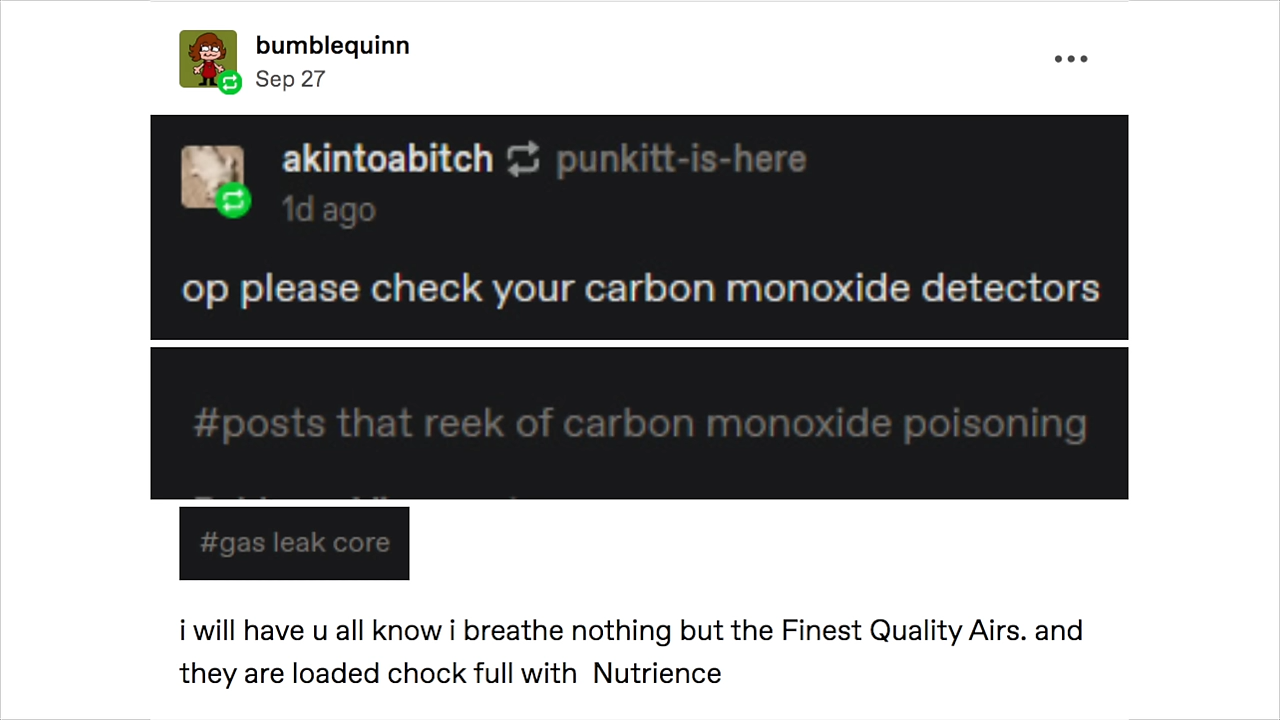 bumblequinn
Sep 27
akintoabitch punkitt-is-here
1d ago
op please check your carbon monoxide detectors
#posts that reek of carbon monoxide poisoning
#gas leak core
i will have u all know i breathe nothing but the Finest Quality Airs. and
they are loaded chock full with  Nutrience